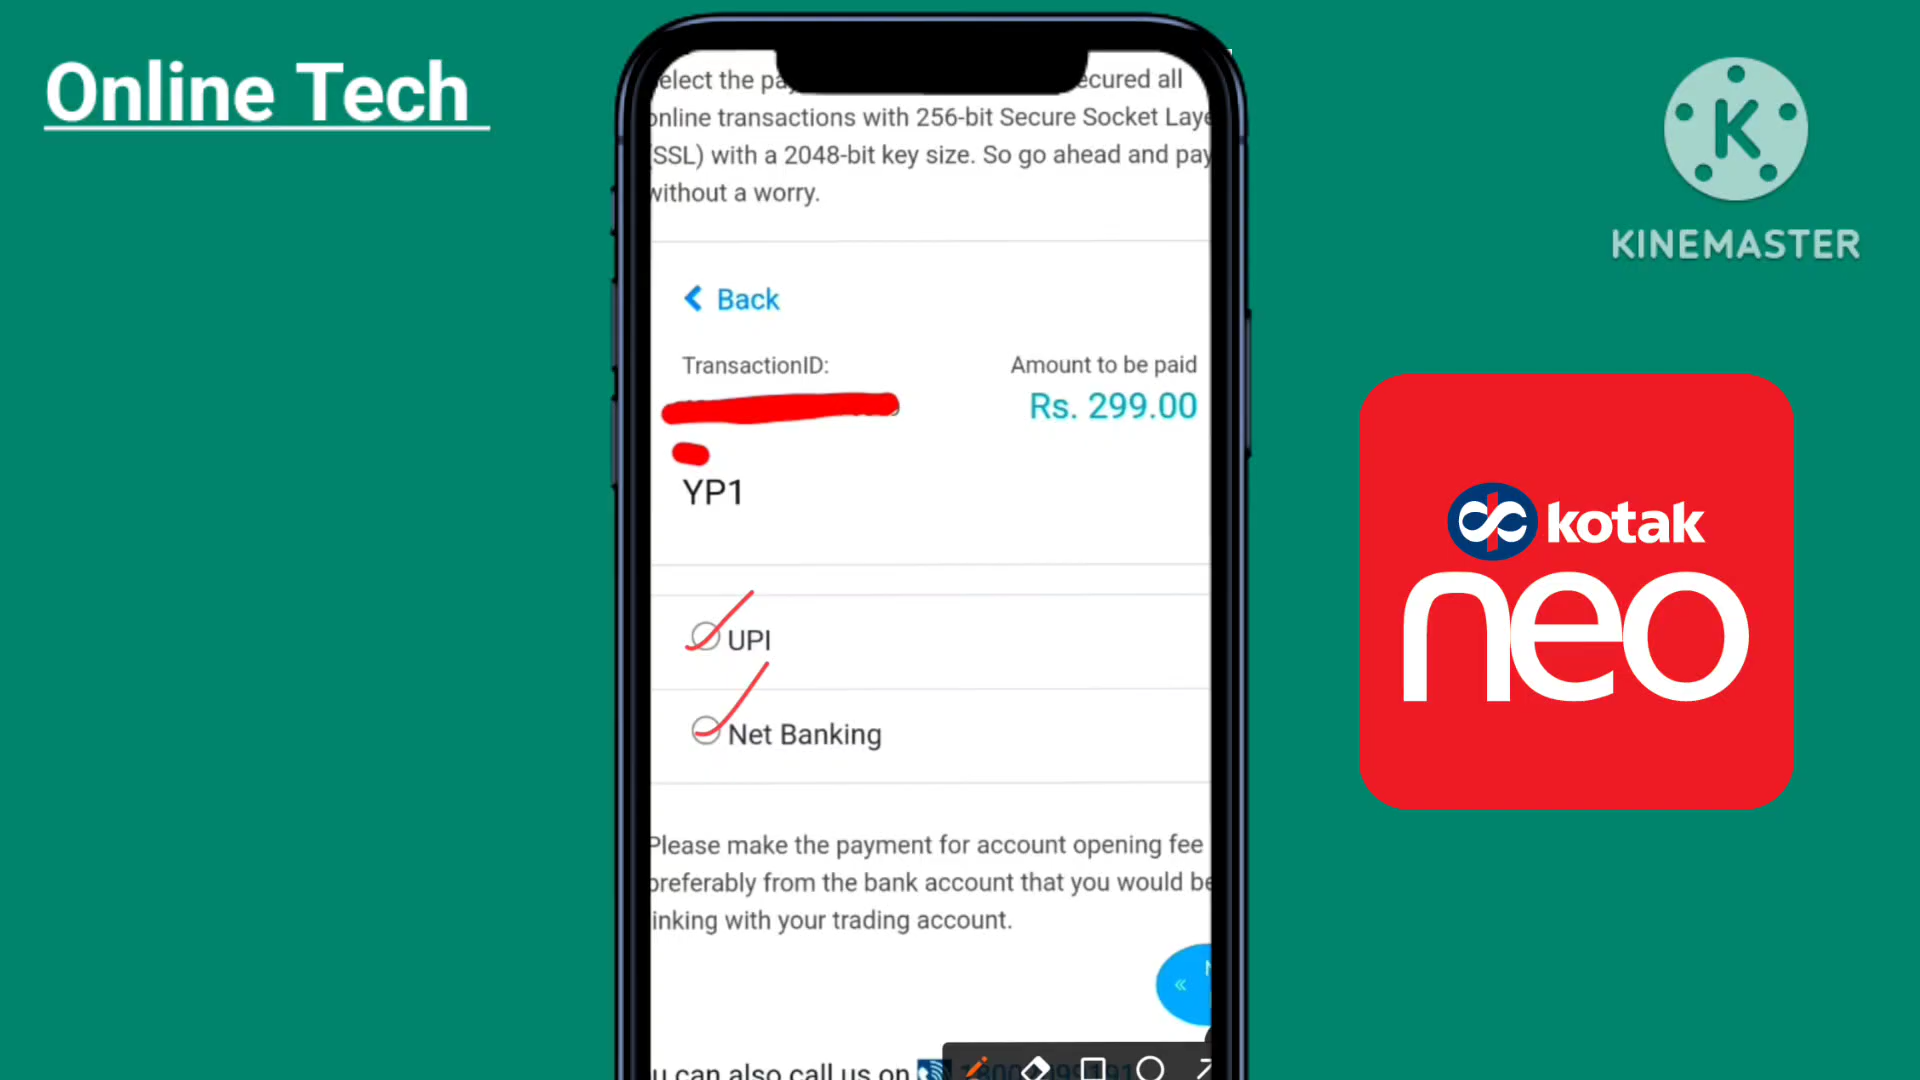 Online Tech
KINEMASTER
elect the pa ecured all
online transactions with 256-bit Secure Socket Laye
(SSL) with a 2048-bit key size. So go ahead and pay
without a worry.
Back
TransactionID:
Amount to be paid
Rs. 299.00
YP1
UPI
Net Banking
Please make the payment for account opening fee
preferably from the bank account that you would be
linking with your trading account.
u can also call us on
kotak
neo